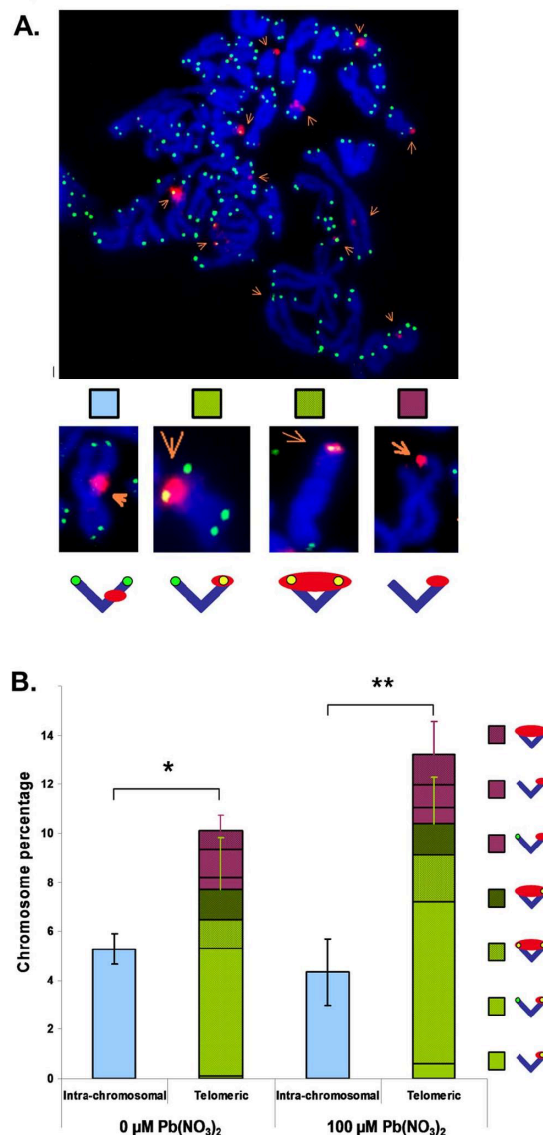 A.
B.
Chromosome percentage
14
12
10
8
6
4
2
0
*
**
Intra-chromosomal Telomeric Intra-chromosomal Telomeric
0 µM Pb(NO₃)₂ 100 µM Pb(NO₃)₂